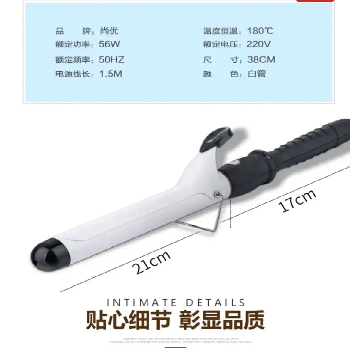 品 牌：尚优 温度恒温：180℃
额定功率：56W 额定电压：220V
额定频率：50HZ 尺 寸：38CM
电源线长：1.5M 颜 色：白管
17cm
21cm
INTIMATE DETAILS
贴心细节 彰显品质